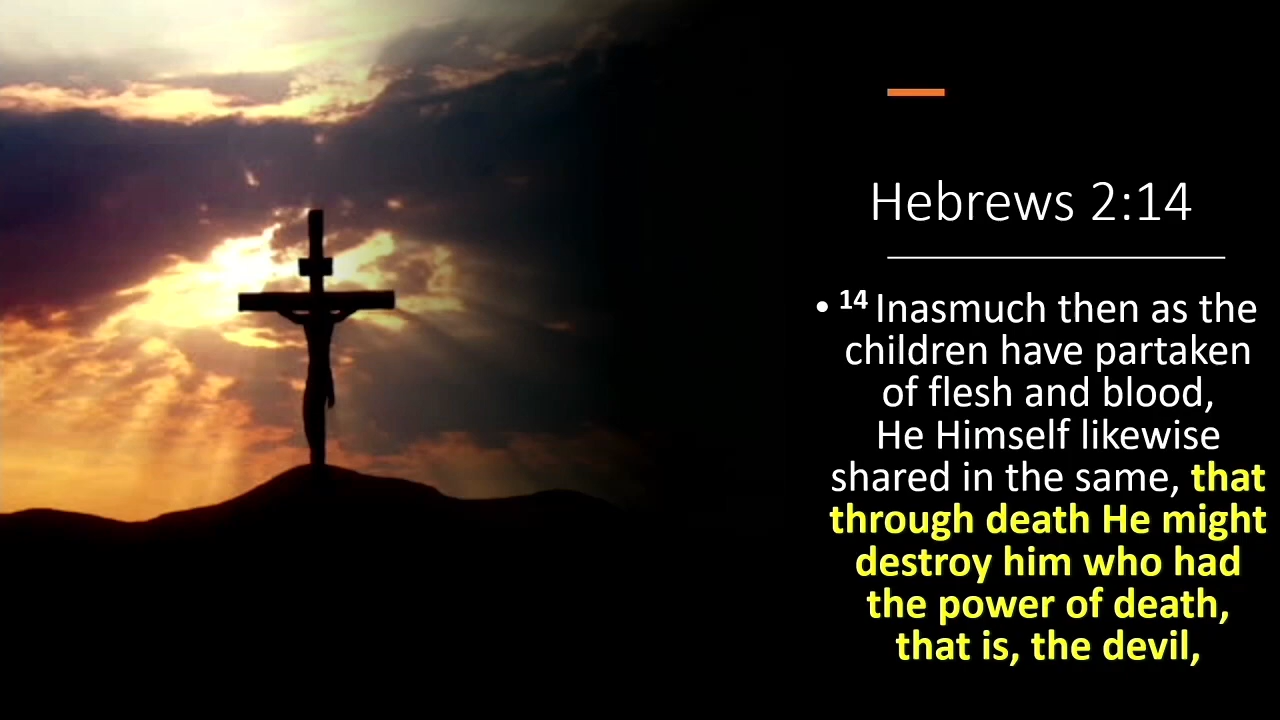 Hebrews 2:14
• 14 Inasmuch then as the
children have partaken
of flesh and blood,
He Himself likewise
shared in the same, that
through death He might
destroy him who had
the power of death,
that is, the devil,